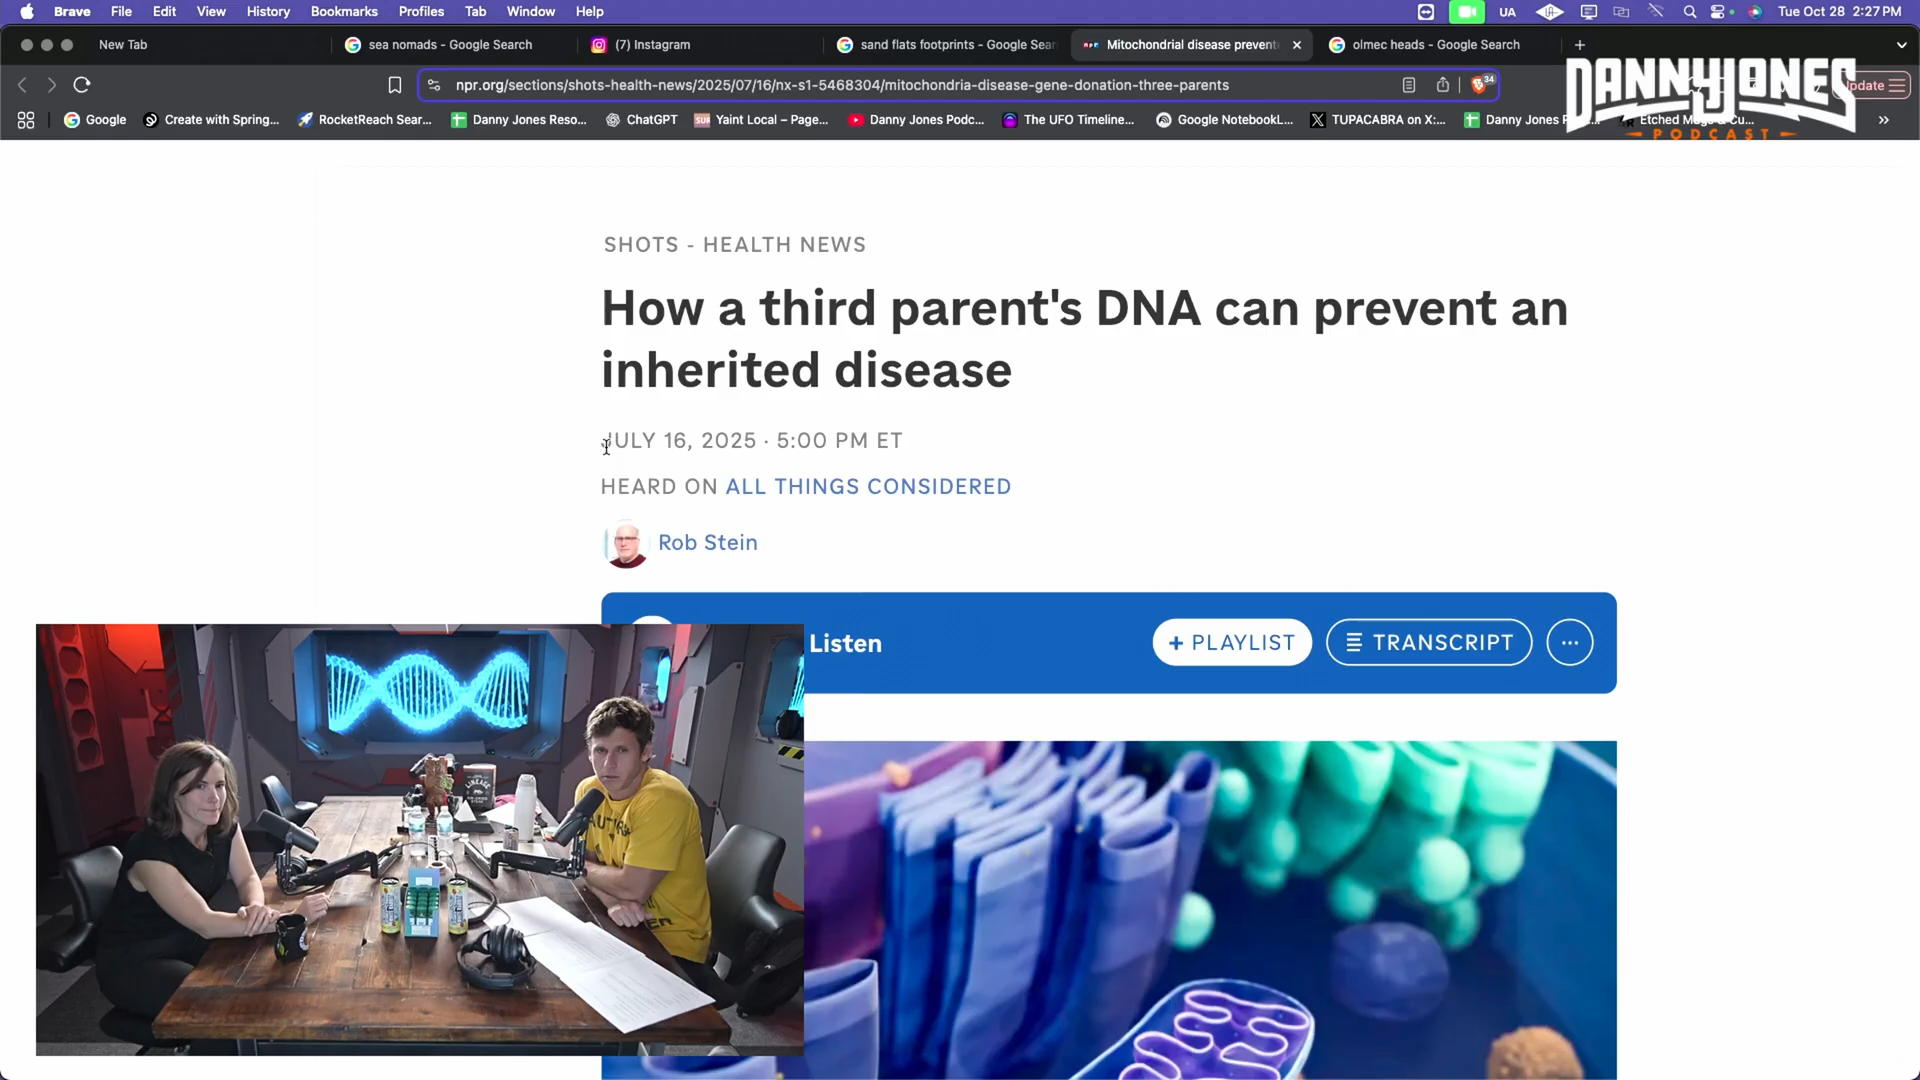 Brave File Edit View History Bookmarks Profiles Tab Window Help UA Tue Oct 28 2:27 PM
New Tab sea nomads - Google Search (7) Instagram sand flats footprints - Google Sear Mitochondrial disease prevent olmec heads - Google Search
npr.org/sections/shots-health-news/2025/07/16/nx-s1-5468304/mitochondria-disease-gene-donation-three-parents 34 Update
Google Create with Spring... RocketReach Sear... Danny Jones Reso... ChatGPT Yaint Local – Page... Danny Jones Podc... The UFO Timeline... Google NotebookL... TUPACABRA on X:... Danny Jones P Etched Mugs & Cu...
DANNY JONES
PODCAST
SHOTS - HEALTH NEWS
How a third parent's DNA can prevent an
inherited disease
JULY 16, 2025 · 5:00 PM ET
HEARD ON ALL THINGS CONSIDERED
Rob Stein
Listen + PLAYLIST TRANSCRIPT